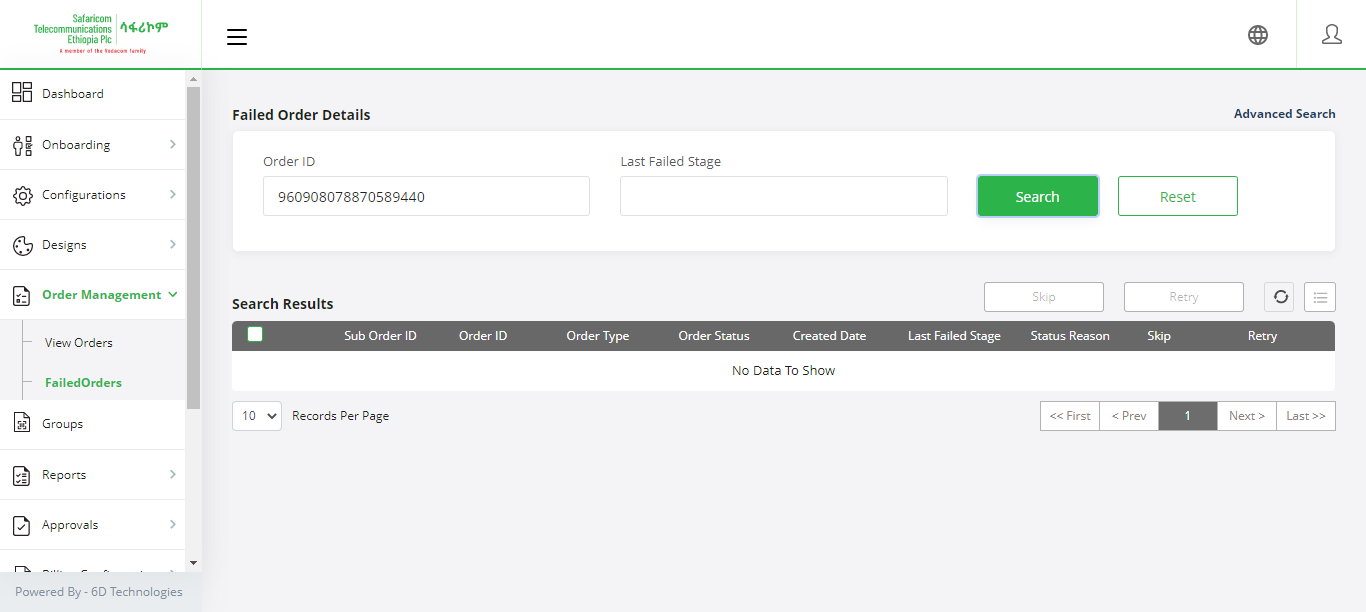 Safaricom
Telecommunications
Ethiopia Plc
ሳፋሪኮም
A member of the Vodacom family
Dashboard
Onboarding
Configurations
Designs
Order Management
View Orders
FailedOrders
Groups
Reports
Approvals
Powered By - 6D Technologies
Failed Order Details
Advanced Search
Order ID
Last Failed Stage
960908078870589440
Search
Reset
Search Results
Skip
Retry
Sub Order ID Order ID Order Type Order Status Created Date Last Failed Stage Status Reason Skip Retry
No Data To Show
10 Records Per Page
<< First < Prev 1 Next > Last >>